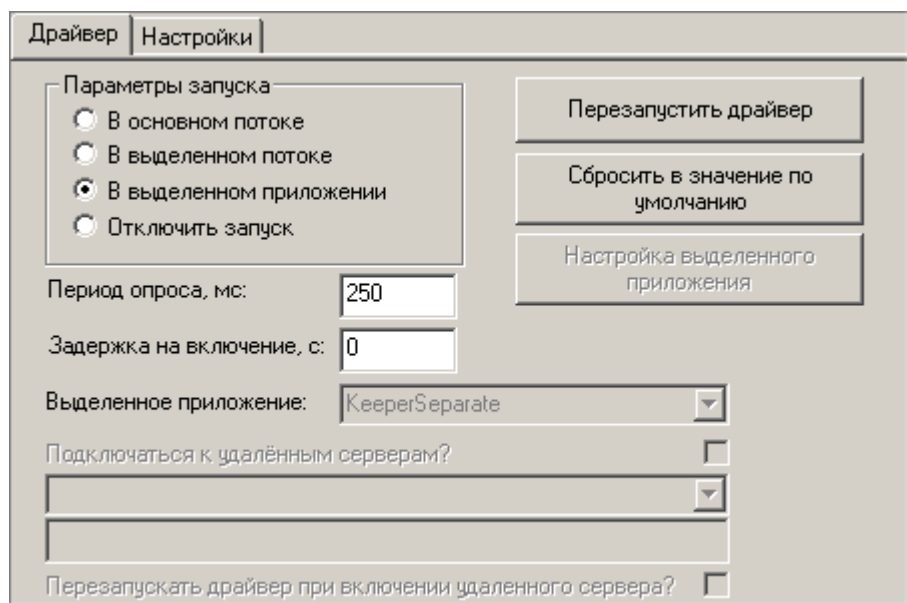 Драйвер
Настройки
Параметры запуска
В основном потоке
В выделенном потоке
В выделенном приложении
Отключить запуск
Перезапустить драйвер
Сбросить в значение по
умолчанию
Настройка выделенного
приложения
Период опроса, мс: 250
Задержка на включение, с: 0
Выделенное приложение: KeeperSeparate
Подключаться к удалённым серверам?
Перезапускать драйвер при включении удаленного сервера?